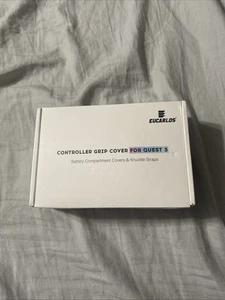 EUCARLOS
CONTROLLER GRIP COVER FOR QUEST 3
Battery Compartment Covers & Knuckle Straps